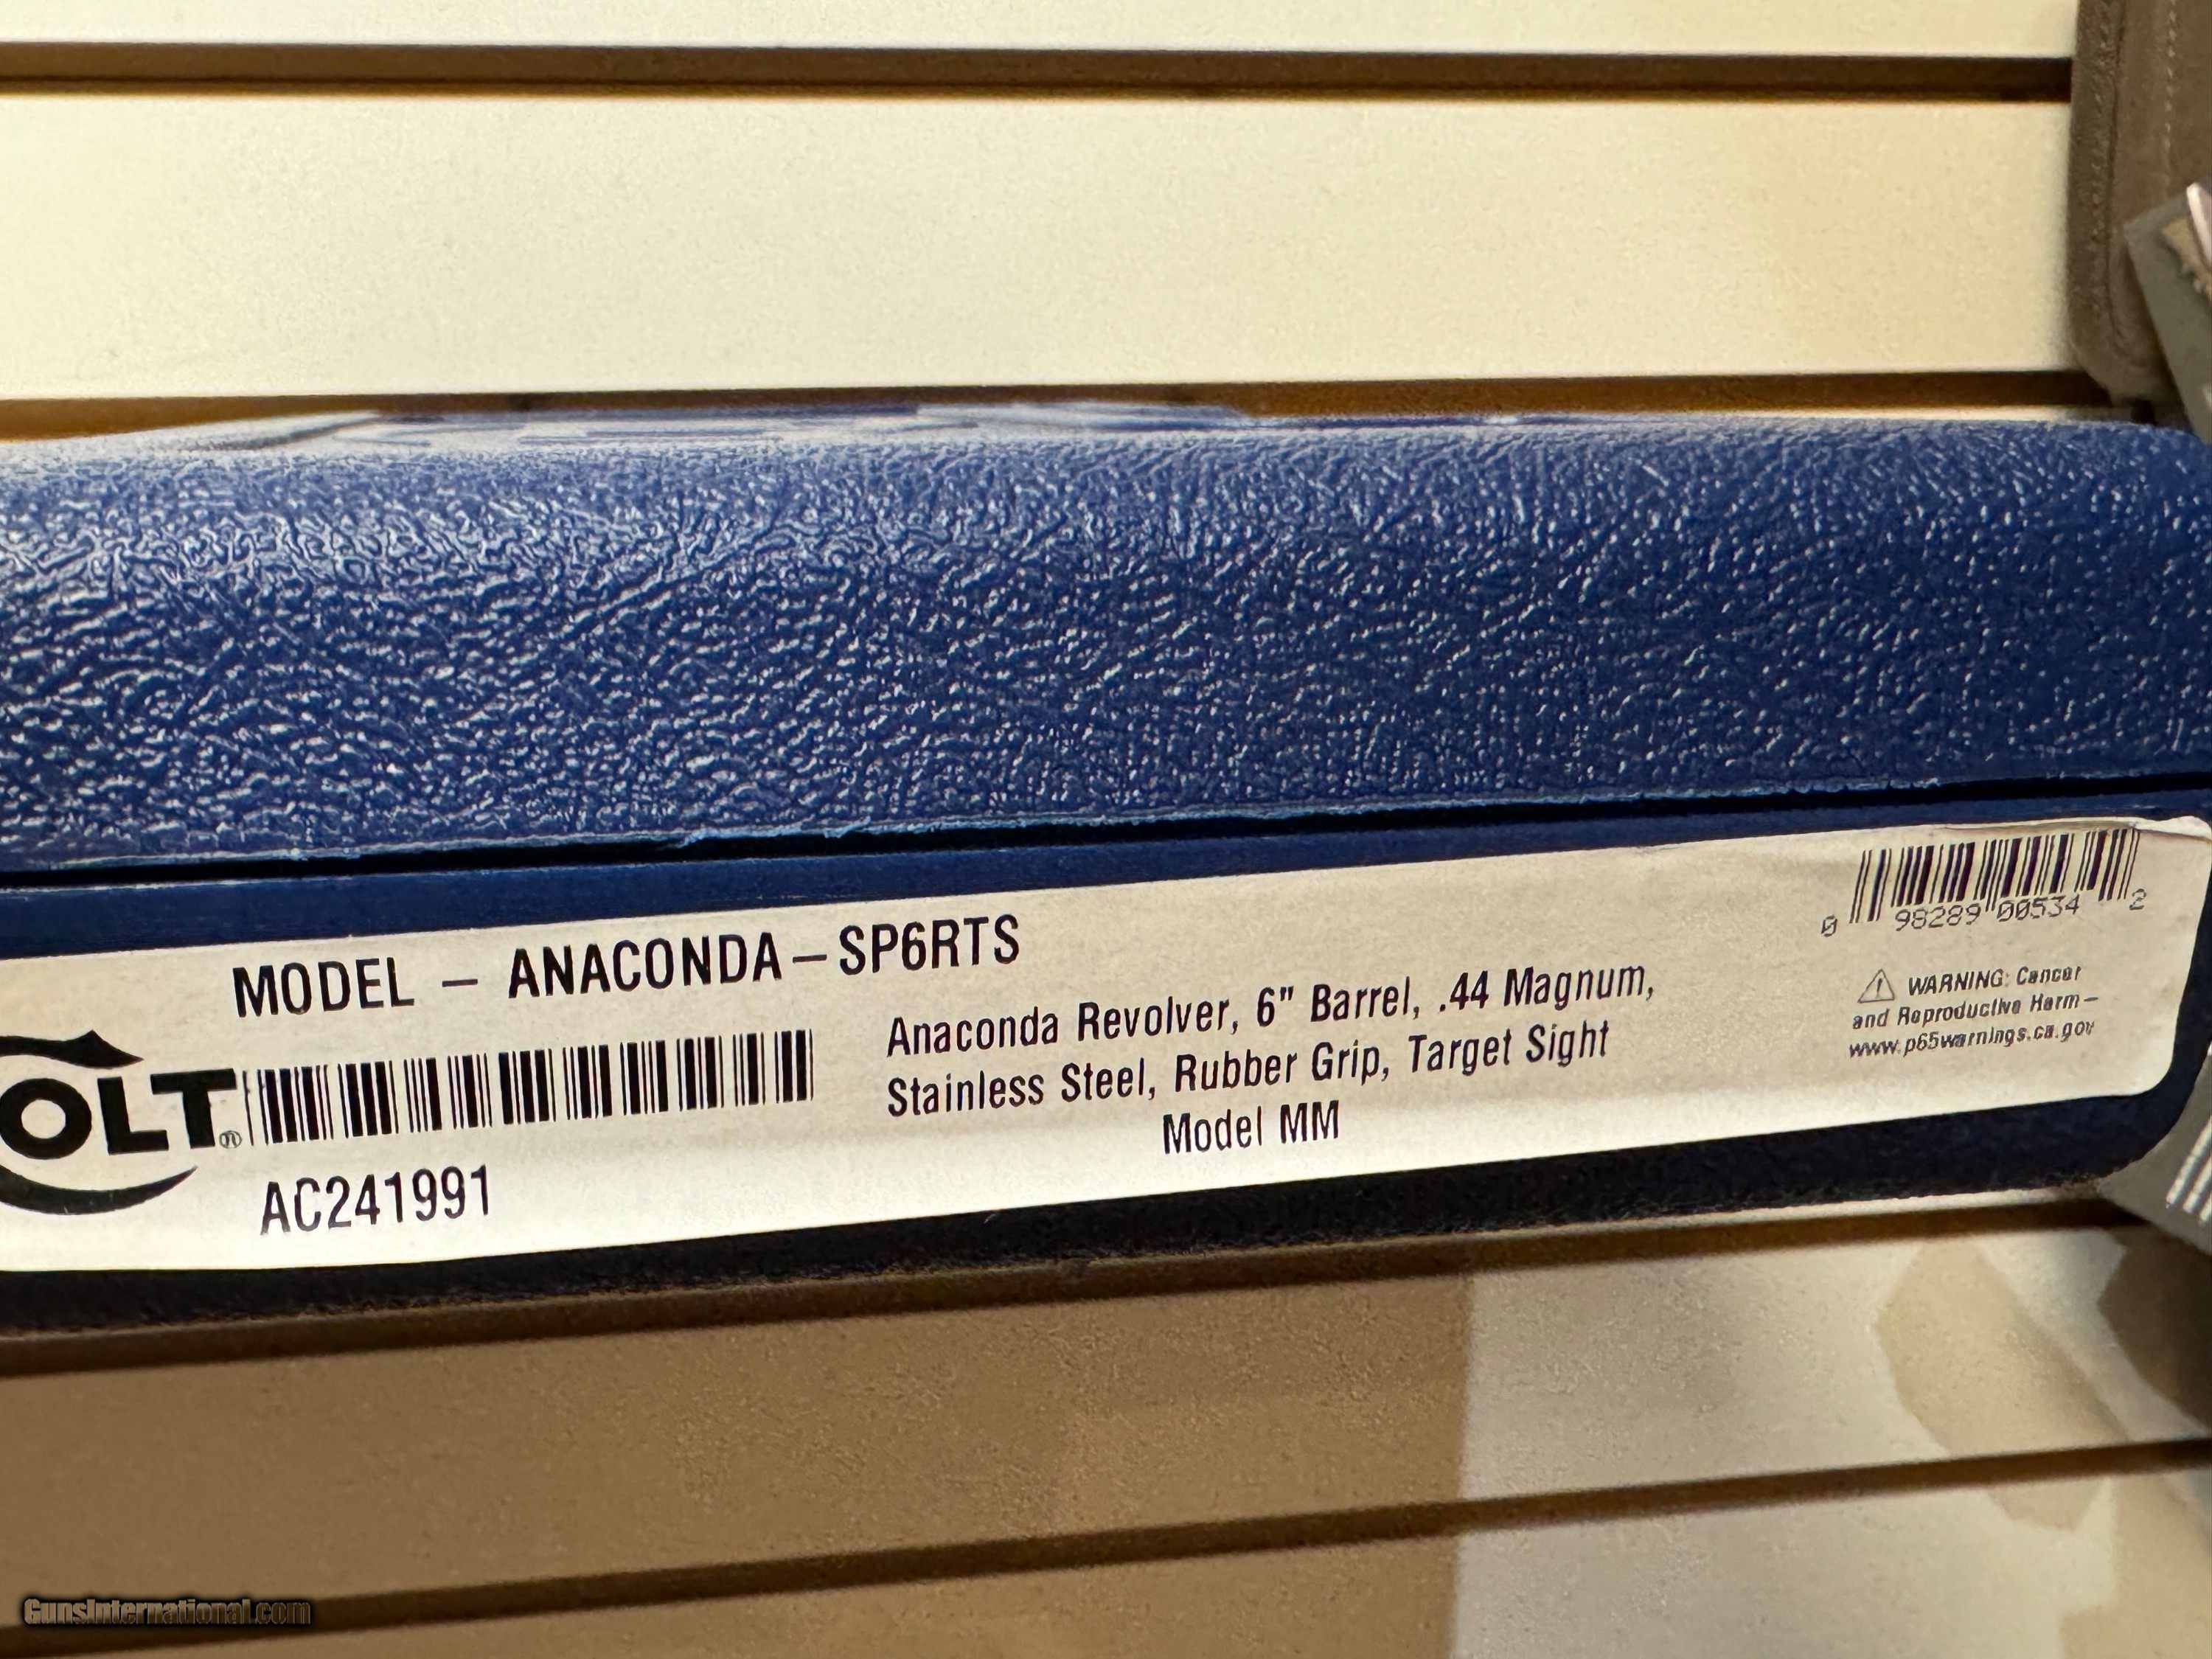 MODEL – ANACONDA–SP6RTS
OLT®
AC241991
Anaconda Revolver, 6" Barrel, .44 Magnum,
Stainless Steel, Rubber Grip, Target Sight
Model MM
0 98289 00534 2
⚠ WARNING: Cancer
and Reproductive Harm–
www.p65warnings.ca.gov
GunsInternational.com